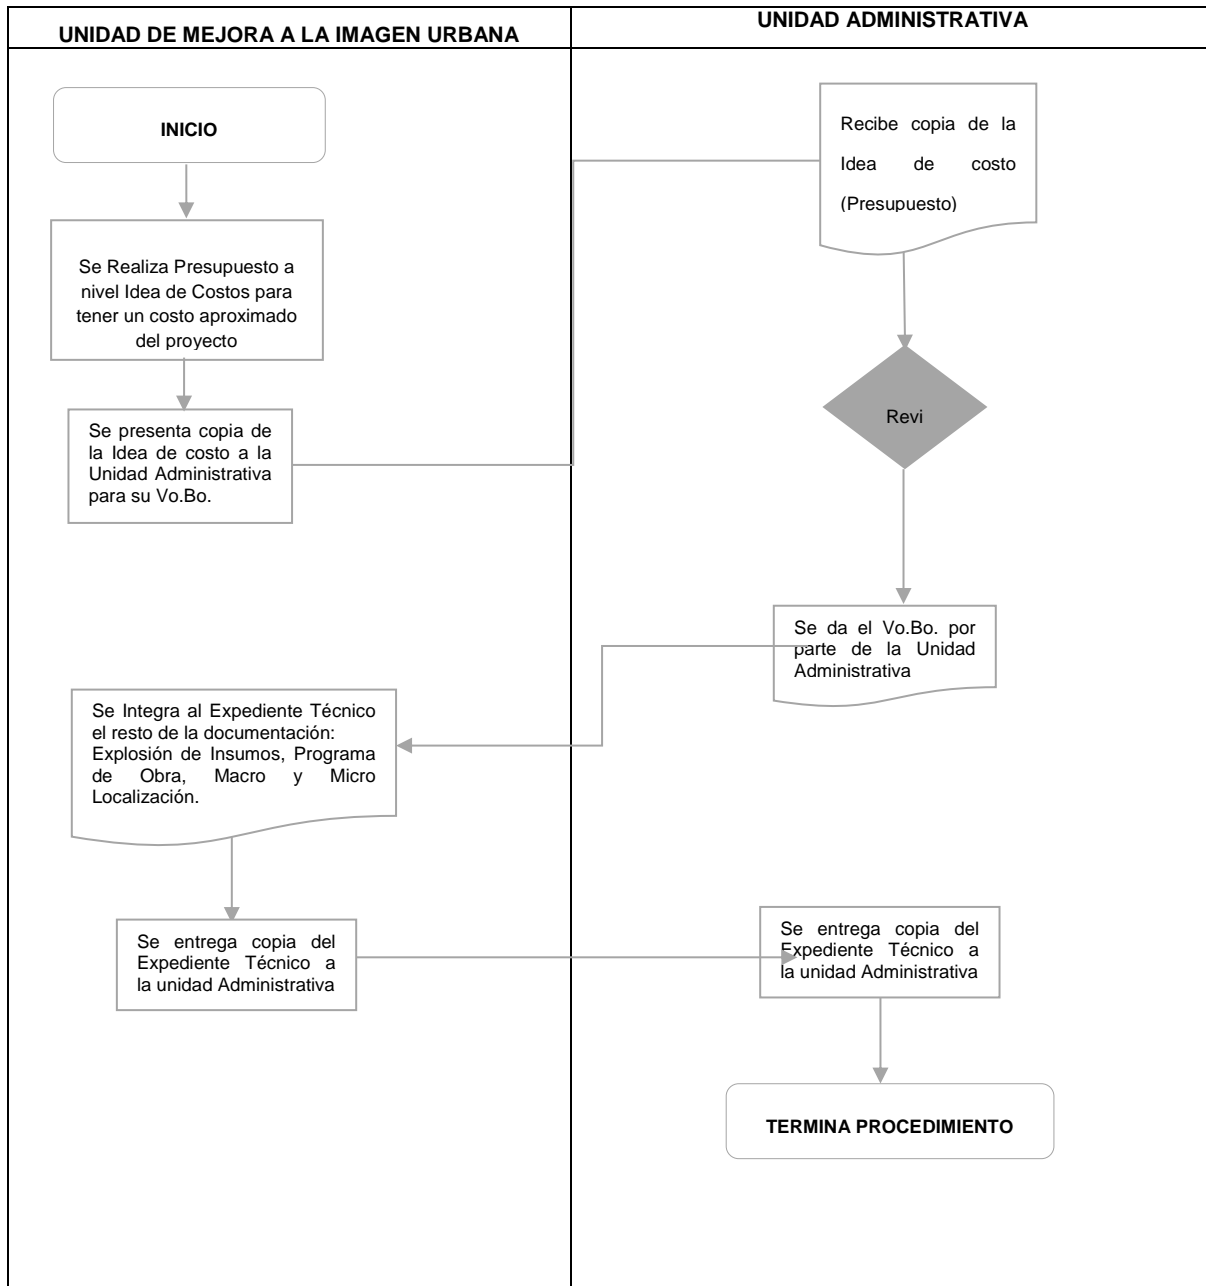 UNIDAD DE MEJORA A LA IMAGEN URBANA
UNIDAD ADMINISTRATIVA
INICIO
Se Realiza Presupuesto a
nivel Idea de Costos para
tener un costo aproximado
del proyecto
Se presenta copia de
la Idea de costo a la
Unidad Administrativa
para su Vo.Bo.
Recibe copia de la
Idea de costo
(Presupuesto)
Revi
Se da el Vo.Bo. por
parte de la Unidad
Administrativa
Se Integra al Expediente Técnico
el resto de la documentación:
Explosión de Insumos, Programa
de Obra, Macro y Micro
Localización.
Se entrega copia del
Expediente Técnico a
la unidad Administrativa
Se entrega copia del
Expediente Técnico a
la unidad Administrativa
TERMINA PROCEDIMIENTO